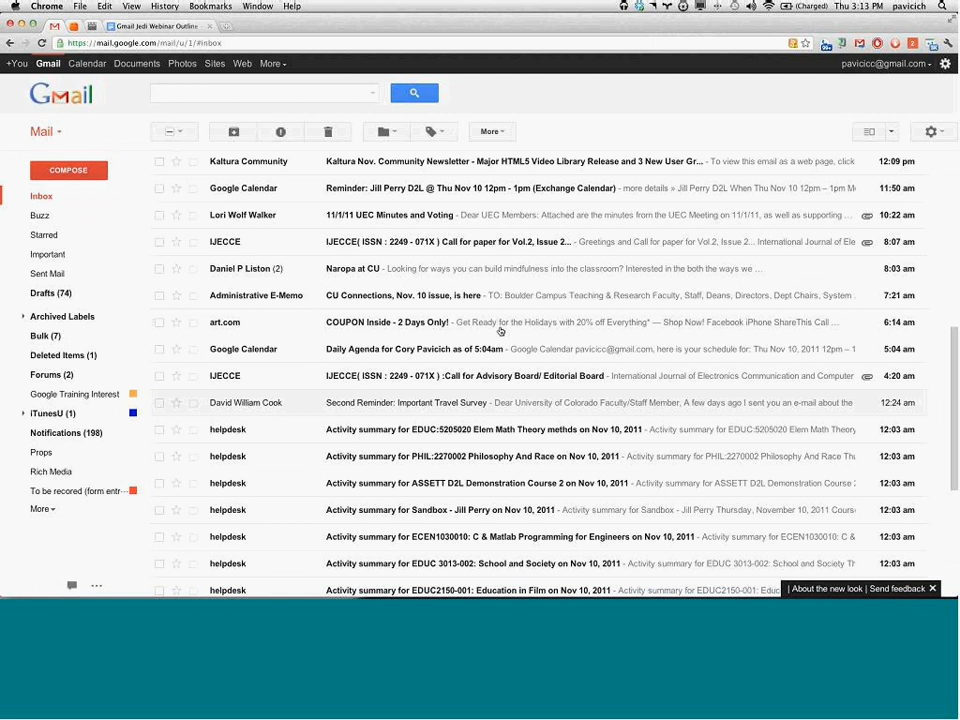 Chrome File Edit View History Bookmarks Window Help (Charged) Thu 3:13 PM pavicich
Gmail Jedi Webinar Outline
https://mail.google.com/mail/u/1/#inbox
+You Gmail Calendar Documents Photos Sites Web More pavicicc@gmail.com
Gmail
Mail More
COMPOSE
Inbox
Buzz
Starred
Important
Sent Mail
Drafts (74)
Archived Labels
Bulk (7)
Deleted Items (1)
Forums (2)
Google Training Interest
iTunesU (1)
Notifications (198)
Props
Rich Media
To be recored (form entr...
More
Kaltura Community Kaltura Nov. Community Newsletter - Major HTML5 Video Library Release and 3 New User Gr... - To view this email as a web page, click 12:09 pm
Google Calendar Reminder: Jill Perry D2L @ Thu Nov 10 12pm - 1pm (Exchange Calendar) - more details » Jill Perry D2L When Thu Nov 10 12pm – 1pm Mo 11:50 am
Lori Wolf Walker 11/1/11 UEC Minutes and Voting - Dear UEC Members: Attached are the minutes from the UEC Meeting on 11/1/11, as well as supporting ... 10:22 am
IJECCE IJECCE( ISSN : 2249 - 071X ) Call for paper for Vol.2, Issue 2... - Greetings and Call for paper for Vol.2, Issue 2... International Journal of Ele 8:07 am
Daniel P Liston (2) Naropa at CU - Looking for ways you can build mindfulness into the classroom? Interested in the both the ways we ... 8:03 am
Administrative E-Memo CU Connections, Nov. 10 issue, is here - TO: Boulder Campus Teaching & Research Faculty, Staff, Deans, Directors, Dept Chairs, System 7:21 am
art.com COUPON Inside - 2 Days Only! - Get Ready for the Holidays with 20% off Everything* — Shop Now! Facebook iPhone ShareThis Call ... 6:14 am
Google Calendar Daily Agenda for Cory Pavicich as of 5:04am - Google Calendar pavicicc@gmail.com, here is your schedule for: Thu Nov 10, 2011 12pm – 1 5:04 am
IJECCE IJECCE( ISSN : 2249 - 071X ) :Call for Advisory Board/ Editorial Board - International Journal of Electronics Communication and Computer 4:20 am
David William Cook Second Reminder: Important Travel Survey - Dear University of Colorado Faculty/Staff Member, A few days ago I sent you an e-mail about the 12:24 am
helpdesk Activity summary for EDUC:5205020 Elem Math Theory methds on Nov 10, 2011 - Activity summary for EDUC:5205020 Elem Math Theory 12:03 am
helpdesk Activity summary for PHIL:2270002 Philosophy And Race on Nov 10, 2011 - Activity summary for PHIL:2270002 Philosophy And Race Thu 12:03 am
helpdesk Activity summary for ASSETT D2L Demonstration Course 2 on Nov 10, 2011 - Activity summary for ASSETT D2L Demonstration Course 12:03 am
helpdesk Activity summary for Sandbox - Jill Perry on Nov 10, 2011 - Activity summary for Sandbox - Jill Perry Thursday, November 10, 2011 Cours 12:03 am
helpdesk Activity summary for ECEN1030010: C & Matlab Programming for Engineers on Nov 10, 2011 - Activity summary for ECEN1030010: C & 12:03 am
helpdesk Activity summary for EDUC 3013-002: School and Society on Nov 10, 2011 - Activity summary for EDUC 3013-002: School and Society Th 12:03 am
helpdesk Activity summary for EDUC2150-001: Education in Film on Nov 10, 2011 - Activity summary for EDUC2150-001: Educ
| About the new look | Send feedback